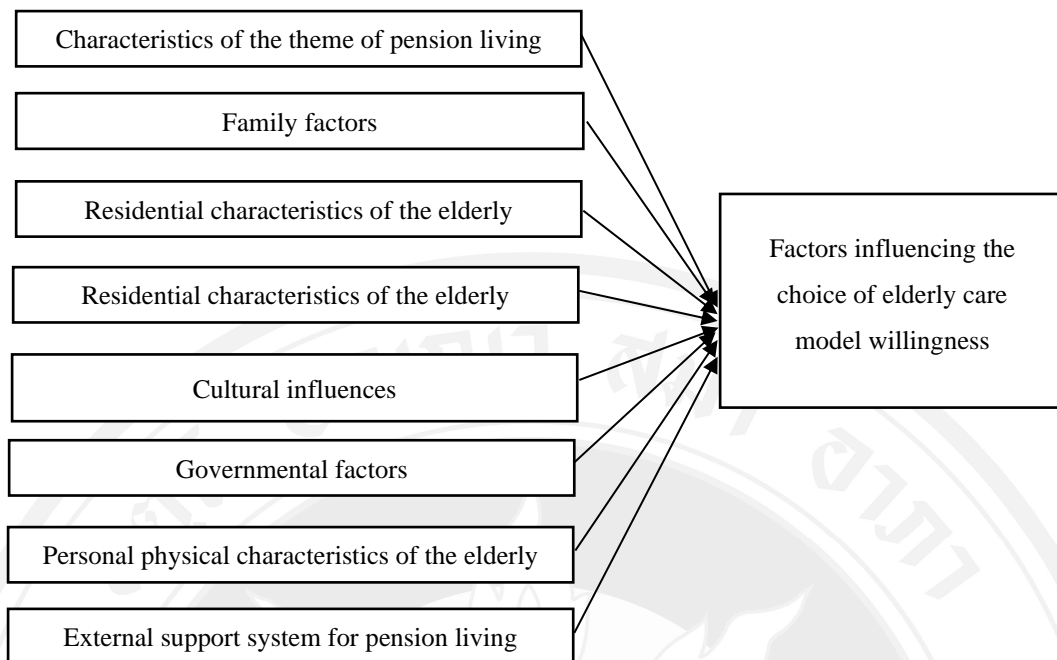 Characteristics of the theme of pension living
Family factors
Residential characteristics of the elderly
Residential characteristics of the elderly
Cultural influences
Governmental factors
Personal physical characteristics of the elderly
External support system for pension living
Factors influencing the
choice of elderly care
model willingness